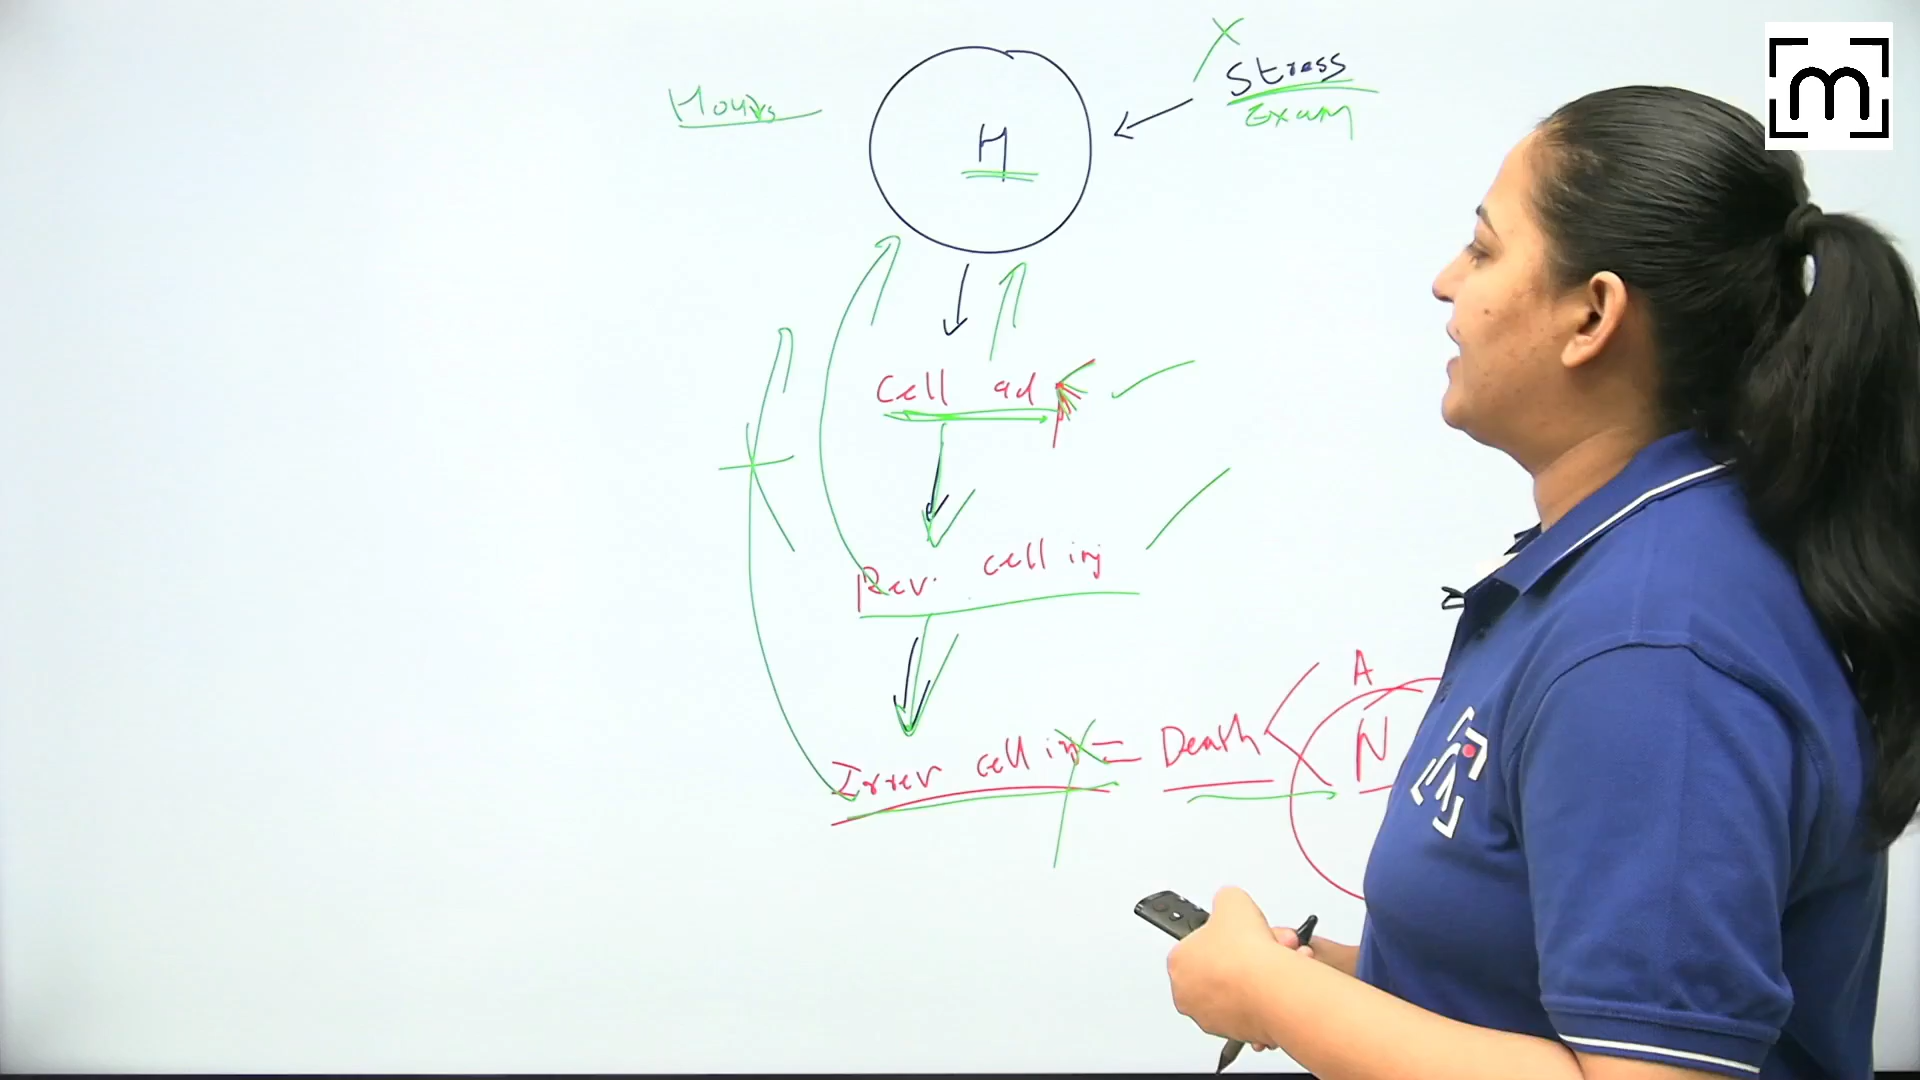 m
Stress
Hours
Exam
H
Cell ad
Rev. cell inj
A
Irrev cell inj = Death
N